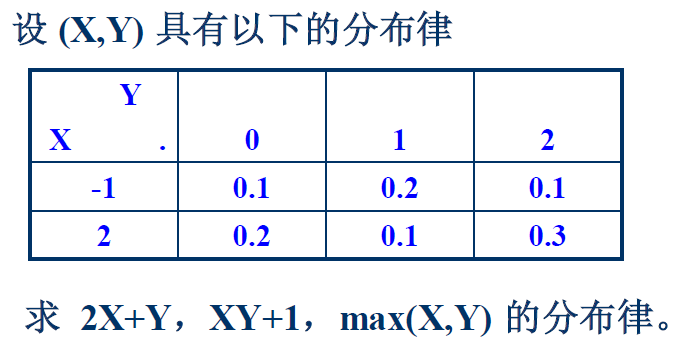 设 (X,Y) 具有以下的分布律
Y
X . 0 1 2
-1 0.1 0.2 0.1
2 0.2 0.1 0.3
求 2X+Y，XY+1，max(X,Y) 的分布律。